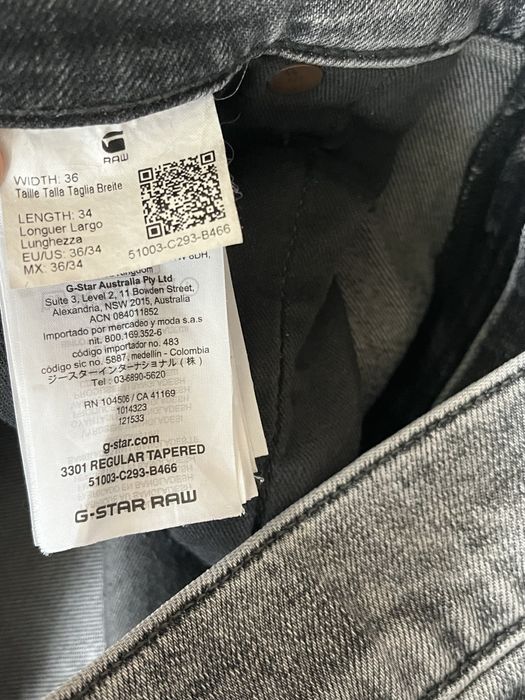 RAW
WIDTH: 36
Taille Talla Taglia Breite
LENGTH: 34
Longuer Largo
Lunghezza
EU/US: 36/34
MX: 36/34
51003-C293-B466
Kingdom
G-Star Australia Pty Ltd
Suite 3, Level 2, 11 Bowden Street,
Alexandria, NSW 2015, Australia
ACN 084011852
Importado por mercadeo y moda s.a.s
nit. 800.169.352-6
código importador no. 483
código sic no. 5887, medellin - Colombia
ジースターインターナショナル(株)
Tel : 03-6890-5620
RN 104506 / CA 41169
1014323
121533
g-star.com
3301 REGULAR TAPERED
51003-C293-B466
G-STAR RAW